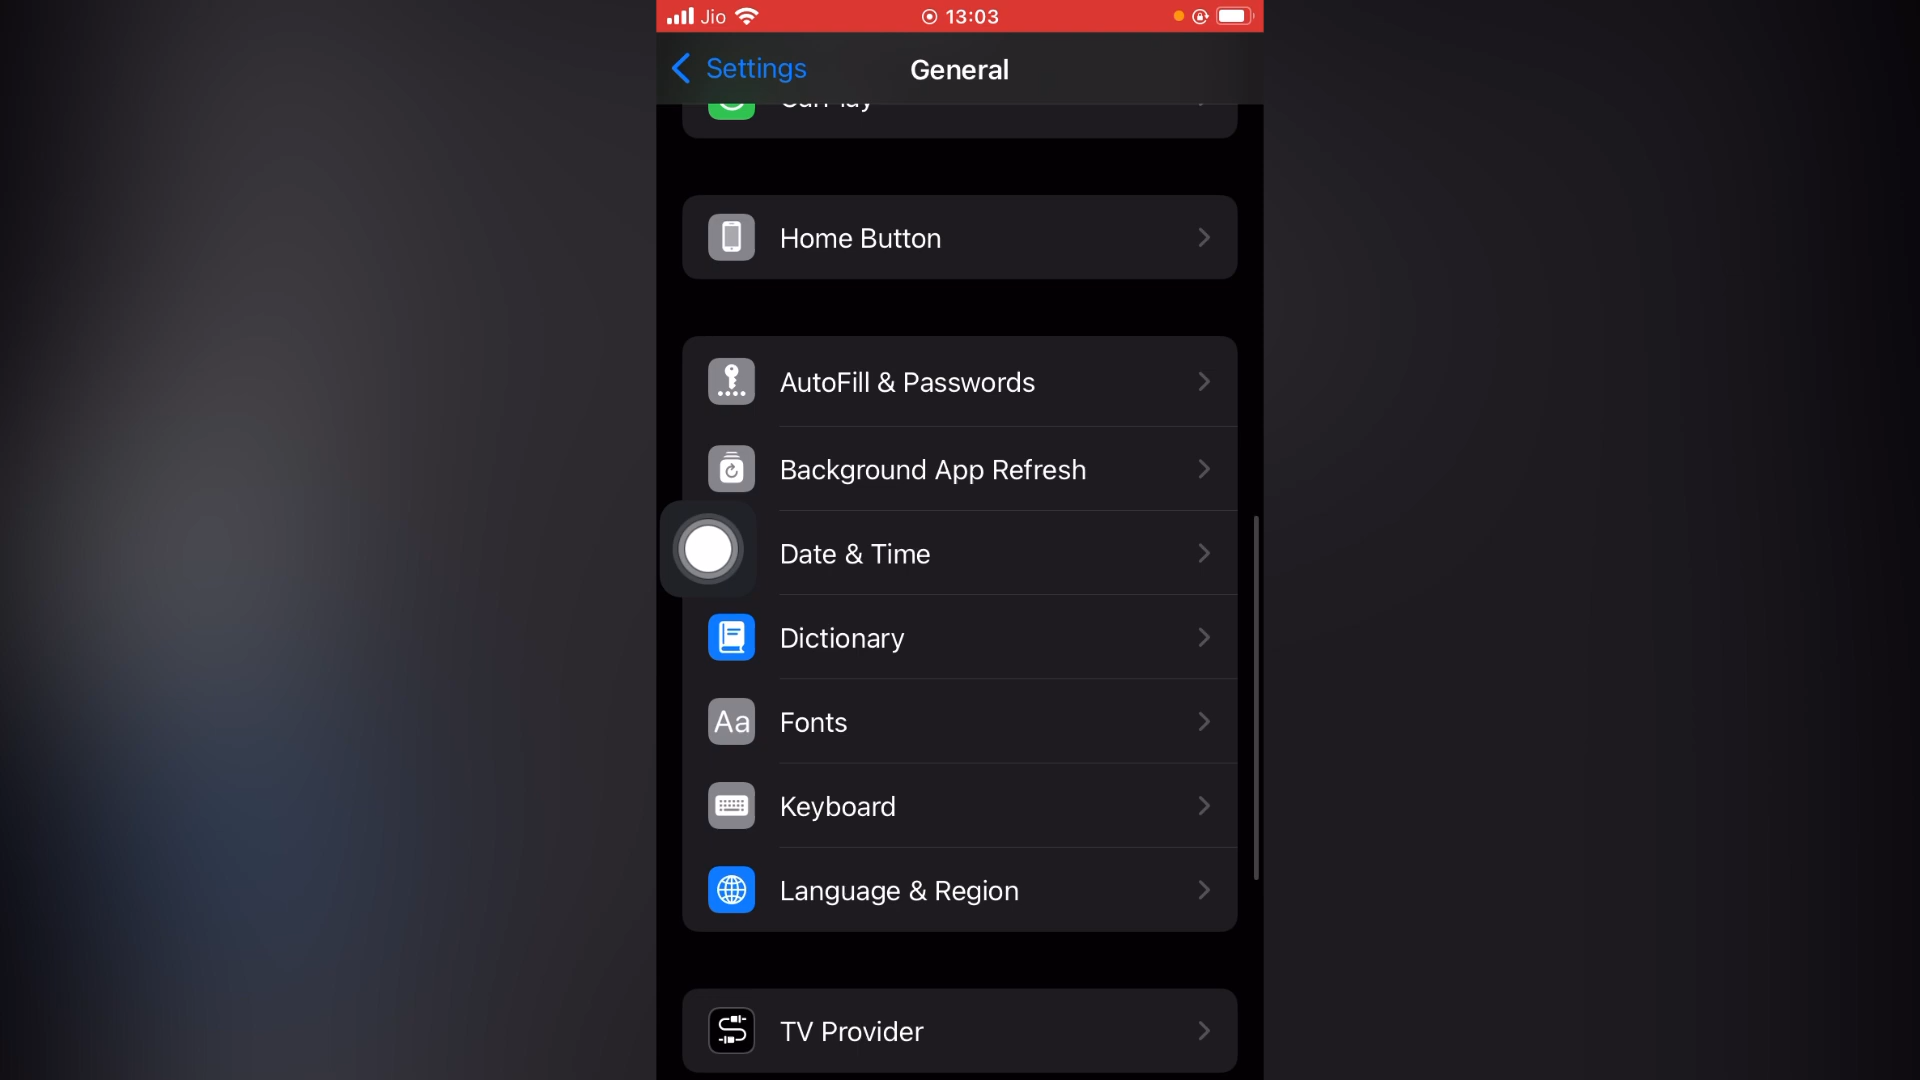 Jio 13:03
Settings
General
CarPlay
Home Button
AutoFill & Passwords
Background App Refresh
Date & Time
Dictionary
Aa Fonts
Keyboard
Language & Region
TV Provider